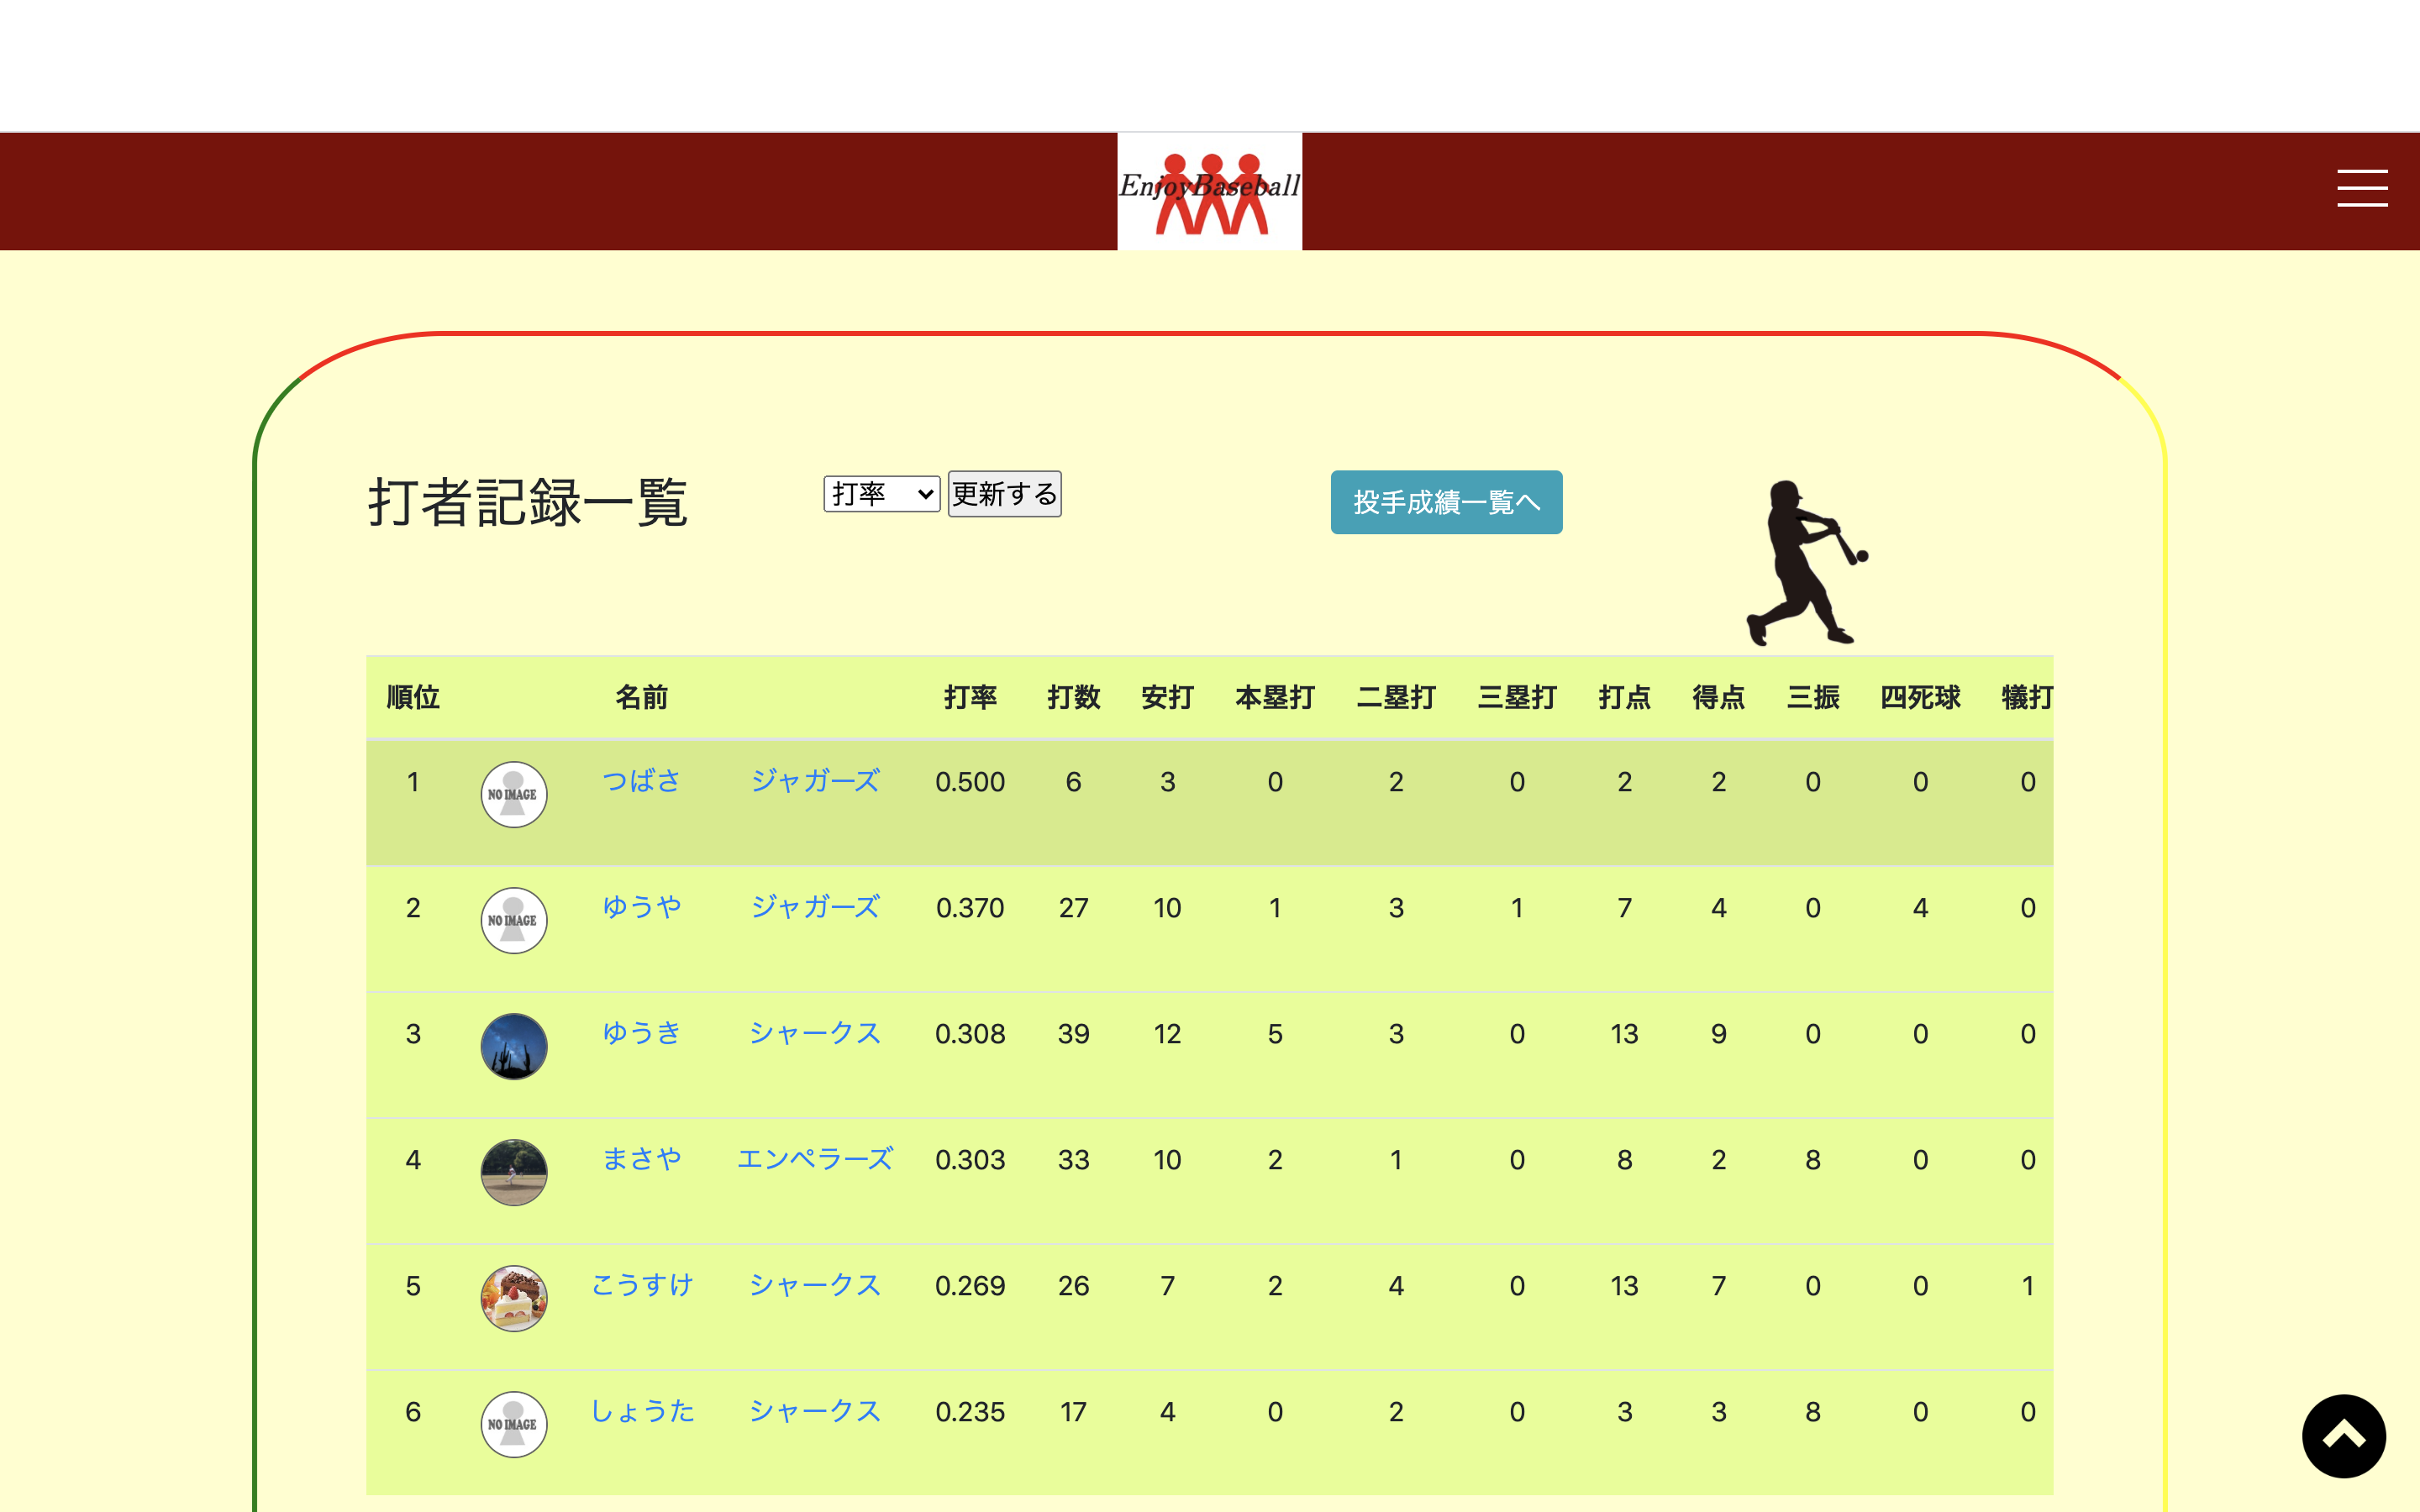 EnjoyBaseball
打者記録一覧 打率 更新する 投手成績一覧へ
順位 名前 打率 打数 安打 本塁打 二塁打 三塁打 打点 得点 三振 四死球 犠打
1 NO IMAGE つばさ ジャガーズ 0.500 6 3 0 2 0 2 2 0 0 0
2 NO IMAGE ゆうや ジャガーズ 0.370 27 10 1 3 1 7 4 0 4 0
3 ゆうき シャークス 0.308 39 12 5 3 0 13 9 0 0 0
4 まさや エンペラーズ 0.303 33 10 2 1 0 8 2 8 0 0
5 こうすけ シャークス 0.269 26 7 2 4 0 13 7 0 0 1
6 NO IMAGE しょうた シャークス 0.235 17 4 0 2 0 3 3 8 0 0